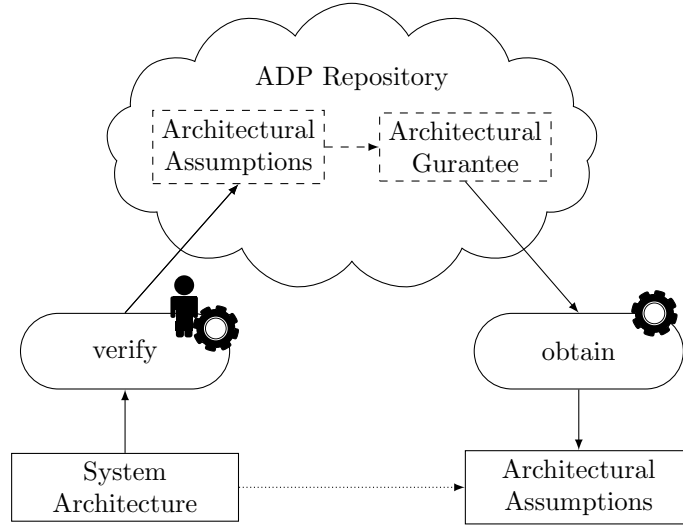 ADP Repository
Architectural
Assumptions
Architectural
Gurantee
verify
obtain
System
Architecture
Architectural
Assumptions